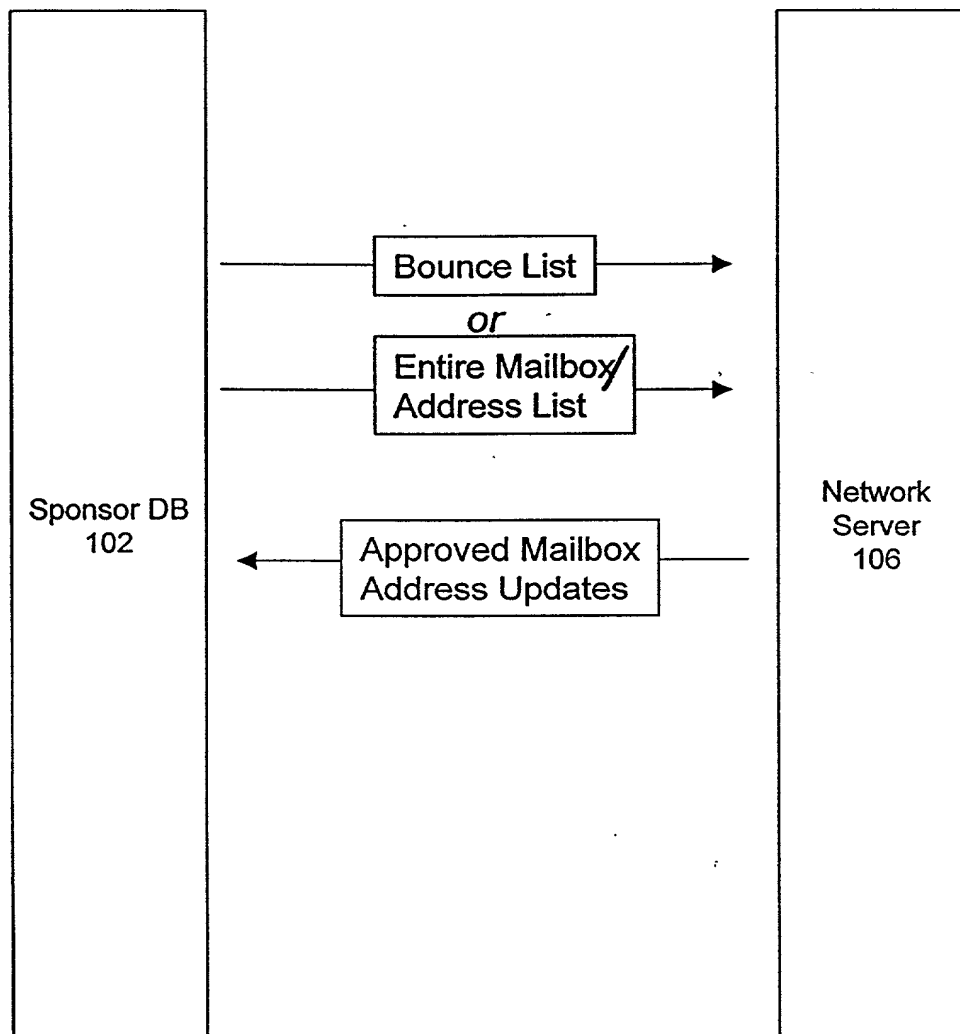 Bounce List
or
Entire Mailbox/
Address List
Sponsor DB
102
Approved Mailbox
Address Updates
Network
Server
106